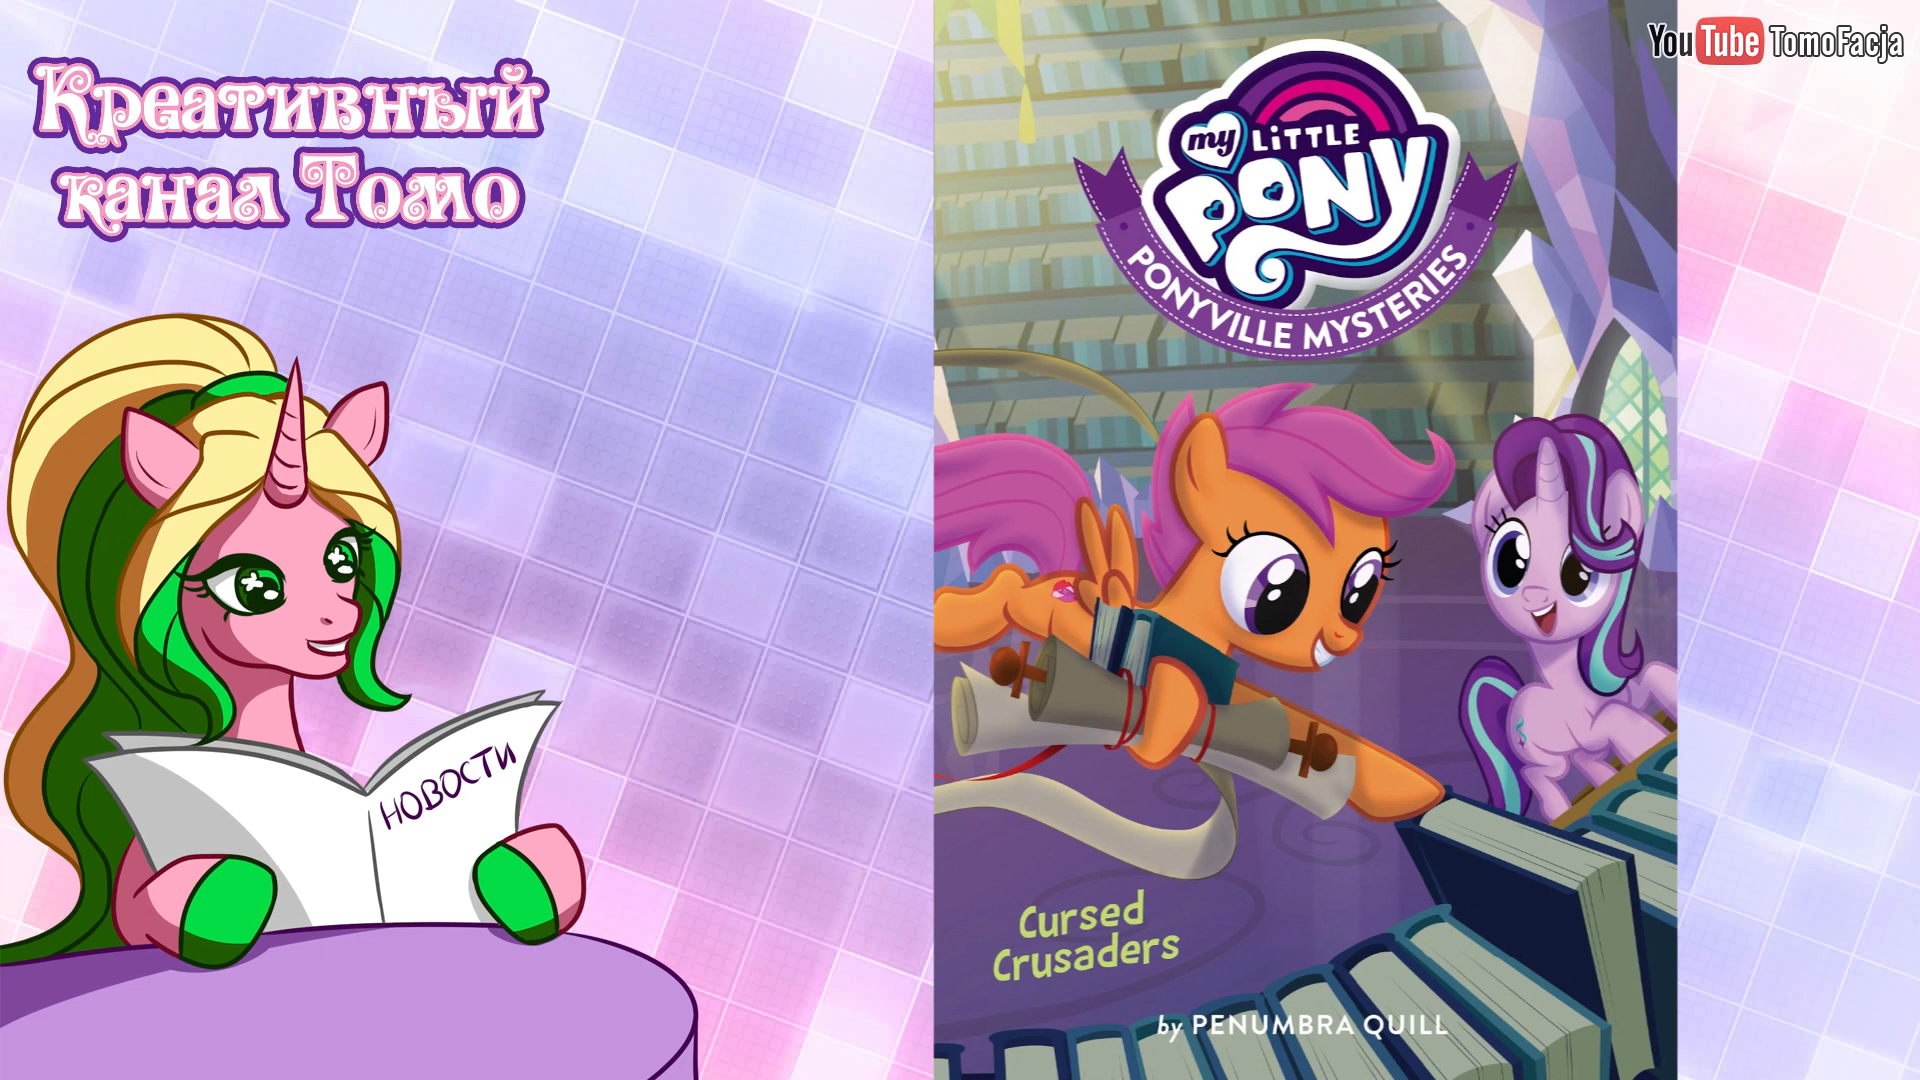 Креативный
канал Томо
YouTube TomoFacja
my LiTTLE
PONY
PONYVILLE MYSTERIES
НОВОСТИ
Cursed
Crusaders
by PENUMBRA QUILL